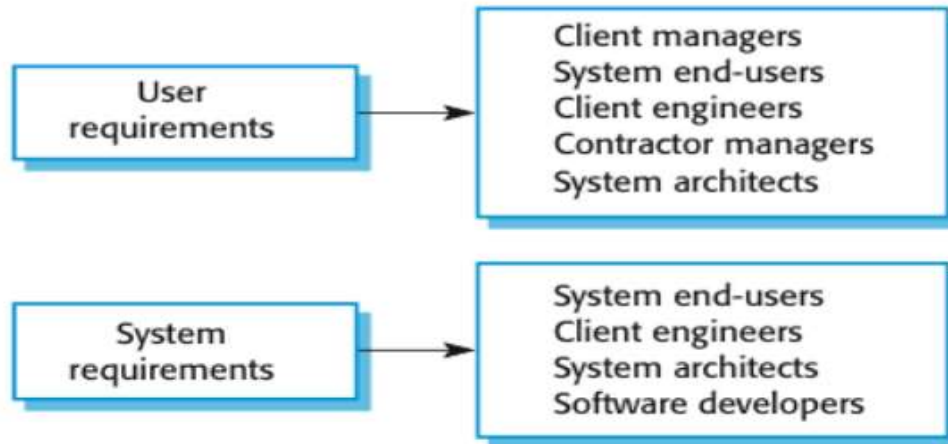 User
requirements
Client managers
System end-users
Client engineers
Contractor managers
System architects
System
requirements
System end-users
Client engineers
System architects
Software developers